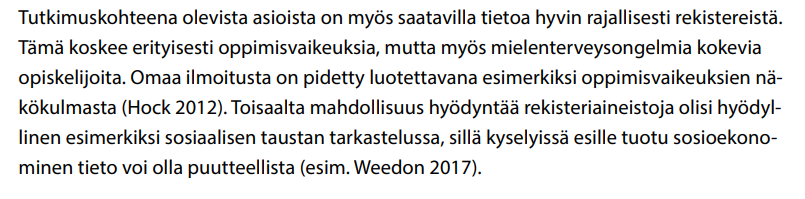 Tutkimuskohteena olevista asioista on myös saatavilla tietoa hyvin rajallisesti rekistereistä.
Tämä koskee erityisesti oppimisvaikeuksia, mutta myös mielenterveysongelmia kokevia
opiskelijoita. Omaa ilmoitusta on pidetty luotettavana esimerkiksi oppimisvaikeuksien nä-
kökulmasta (Hock 2012). Toisaalta mahdollisuus hyödyntää rekisteriaineistoja olisi hyödyl-
linen esimerkiksi sosiaalisen taustan tarkastelussa, sillä kyselyissä esille tuotu sosioekono-
minen tieto voi olla puutteellista (esim. Weedon 2017).